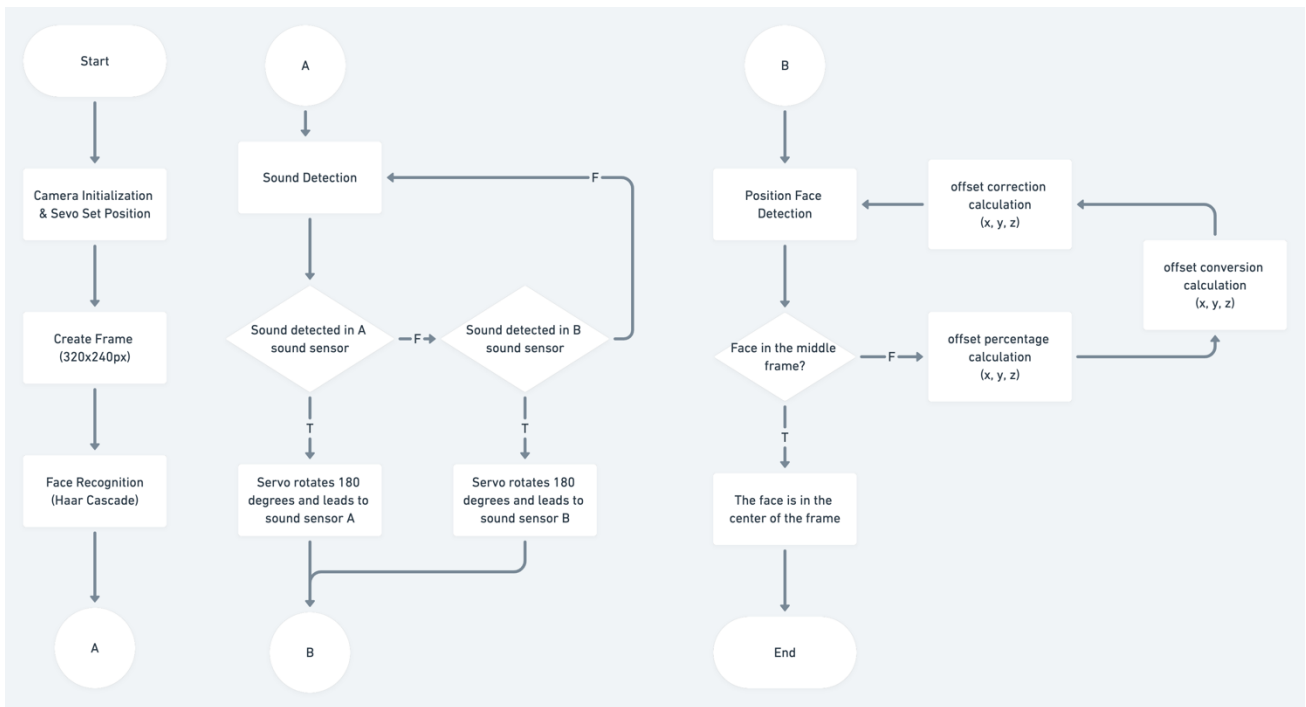 Start
Camera Initialization
& Sevo Set Position
Create Frame
(320x240px)
Face Recognition
(Haar Cascade)
A
A
Sound Detection
F
Sound detected in A
sound sensor
F
Sound detected in B
sound sensor
T
T
Servo rotates 180
degrees and leads to
sound sensor A
Servo rotates 180
degrees and leads to
sound sensor B
B
B
Position Face
Detection
offset correction
calculation
(x, y, z)
offset conversion
calculation
(x, y, z)
Face in the middle
frame?
F
offset percentage
calculation
(x, y, z)
T
The face is in the
center of the frame
End